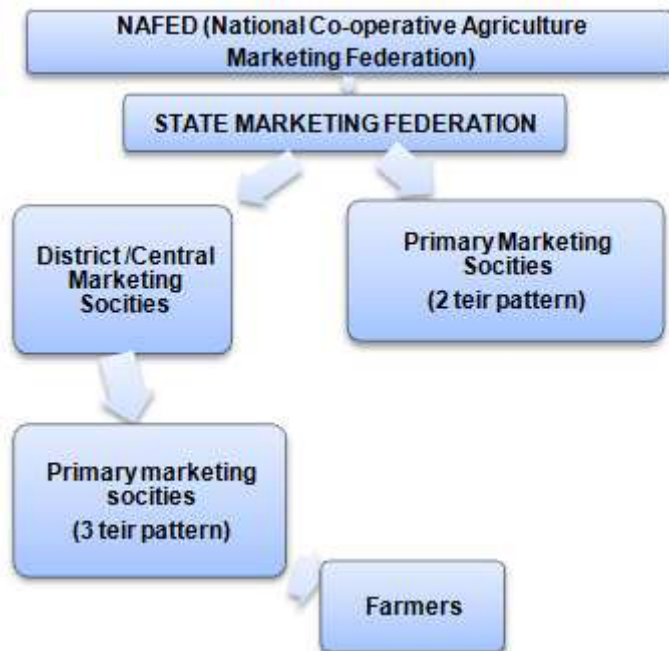 NAFED (National Co-operative Agriculture
Marketing Federation)
STATE MARKETING FEDERATION
District /Central
Marketing
Socities
Primary Marketing
Socities
(2 teir pattern)
Primary marketing
socities
(3 teir pattern)
Farmers